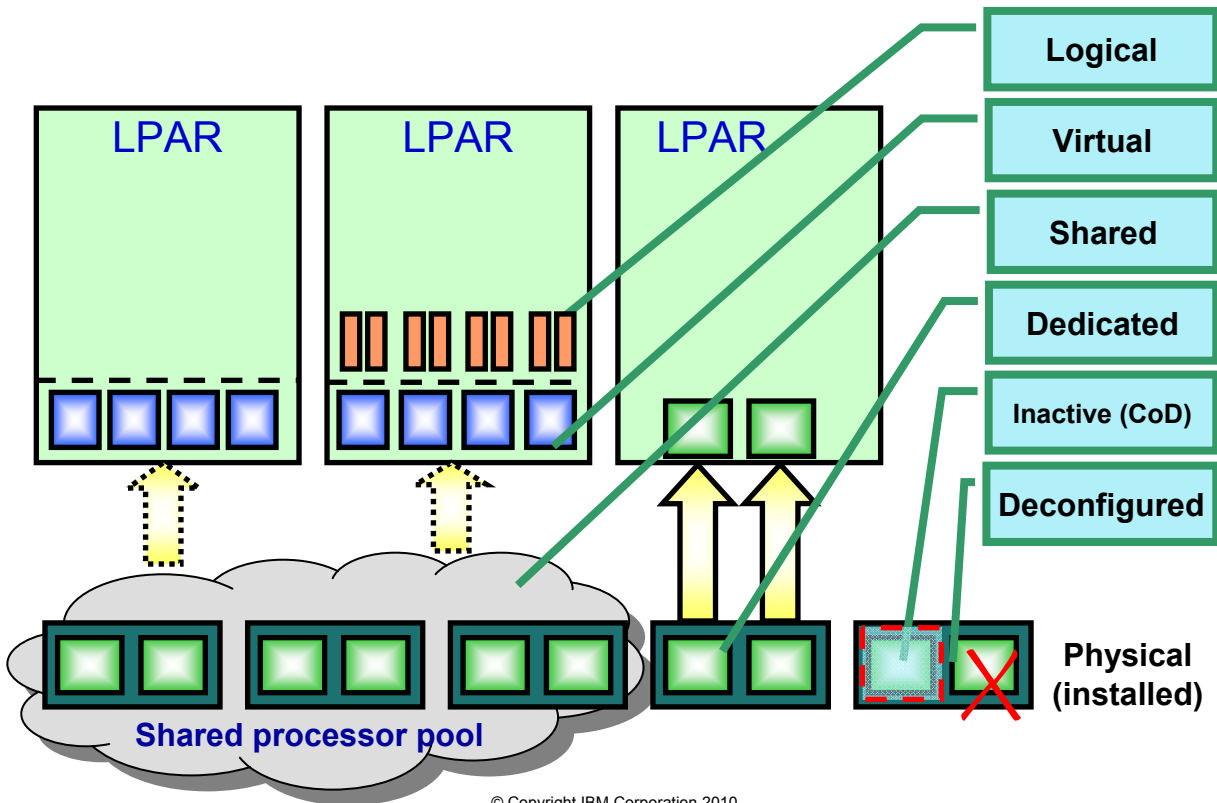 Logical
LPAR
LPAR
LPAR
Virtual
Shared
Dedicated
Inactive (CoD)
Deconfigured
Physical
(installed)
Shared processor pool
© Copyright IBM Corporation 2010